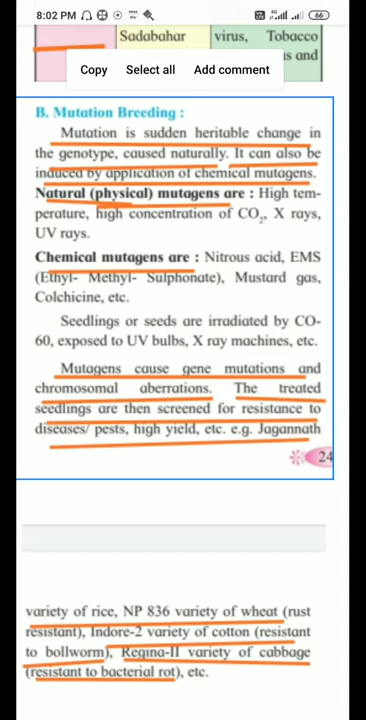 8:02 PM
66
Sadabahar virus, Tobacco
is and
Copy Select all Add comment
B. Mutation Breeding :
Mutation is sudden heritable change in
the genotype, caused naturally. It can also be
induced by application of chemical mutagens.
Natural (physical) mutagens are : High tem-
perature, high concentration of CO₂, X rays,
UV rays.
Chemical mutagens are : Nitrous acid, EMS
(Ethyl- Methyl- Sulphonate), Mustard gas,
Colchicine, etc.
Seedlings or seeds are irradiated by CO-
60, exposed to UV bulbs, X ray machines, etc.
Mutagens cause gene mutations and
chromosomal aberrations. The treated
seedlings are then screened for resistance to
diseases/ pests, high yield, etc. e.g. Jagannath
24
variety of rice, NP 836 variety of wheat (rust
resistant), Indore-2 variety of cotton (resistant
to bollworm), Regina-II variety of cabbage
(resistant to bacterial rot), etc.